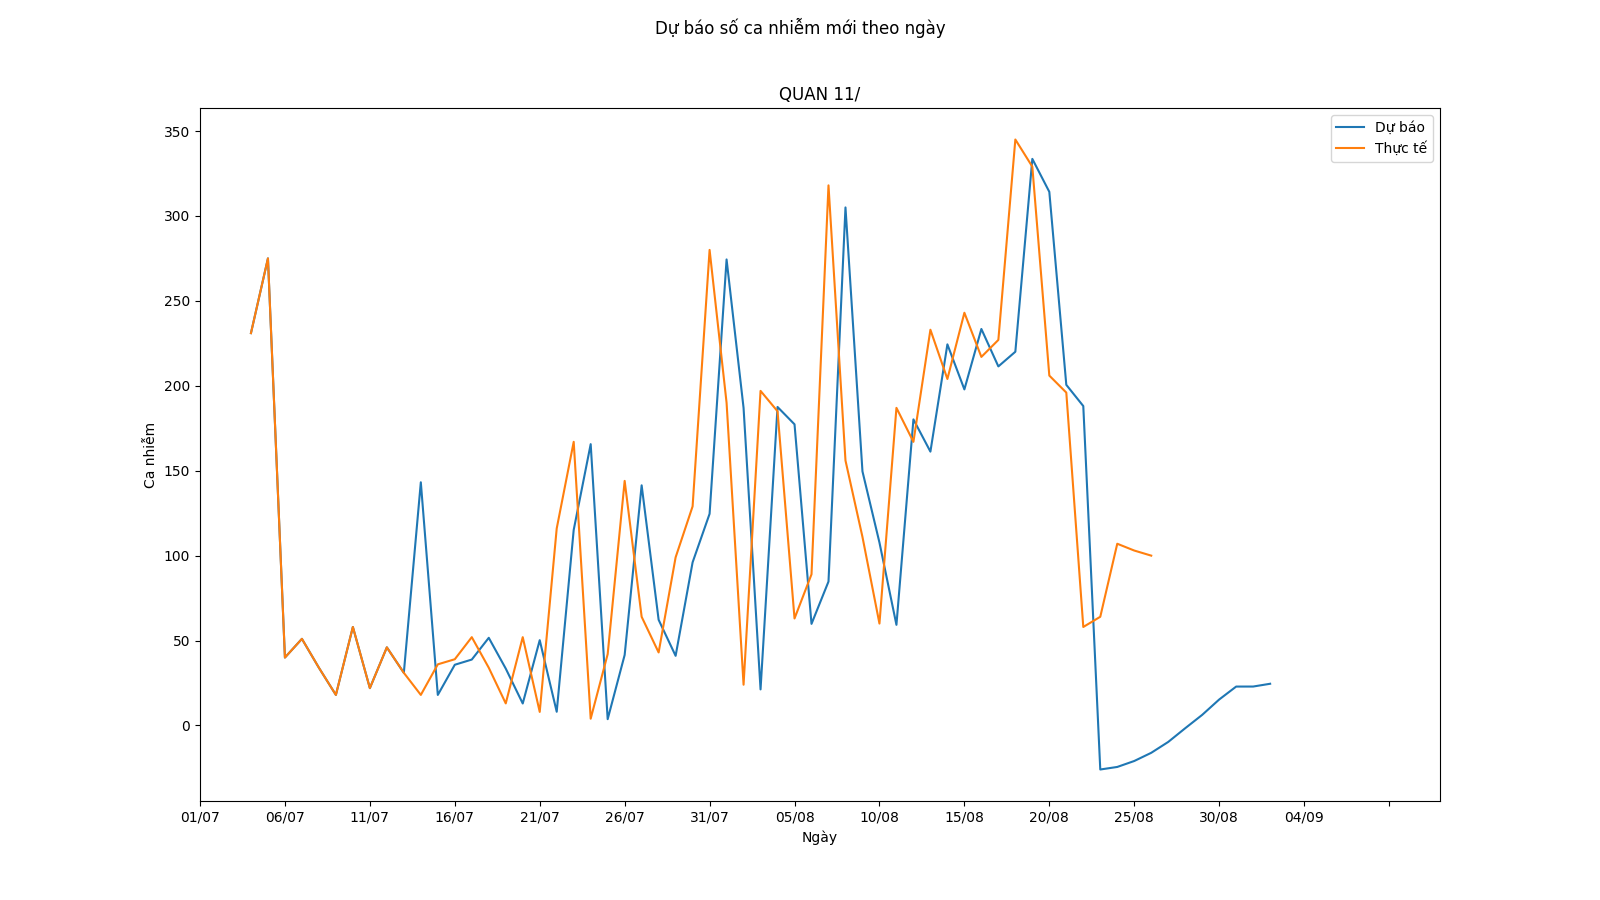 Dự báo số ca nhiễm mới theo ngày
QUAN 11/
Dự báo
Thực tế
350
300
250
200
150
100
50
0
Ca nhiễm
01/07 06/07 11/07 16/07 21/07 26/07 31/07 05/08 10/08 15/08 20/08 25/08 30/08 04/09
Ngày